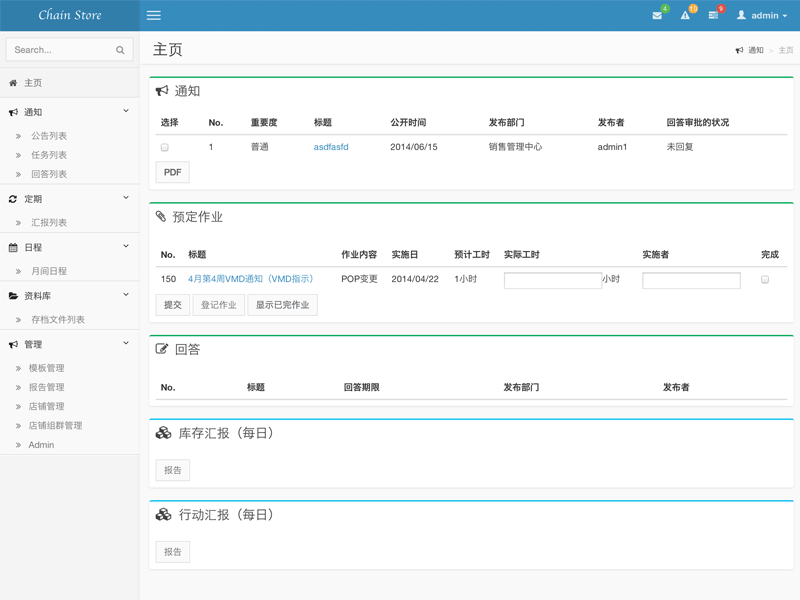 Chain Store
4
10
9
admin
Search...
主页
通知 > 主页
主页
通知
公告列表
任务列表
回答列表
定期
汇报列表
日程
月间日程
资料库
存档文件列表
管理
模板管理
报告管理
店铺管理
店铺组群管理
Admin
通知
选择 No. 重要度 标题 公开时间 发布部门 发布者 回答审批的状况
1 普通 asdfasfd 2014/06/15 销售管理中心 admin1 未回复
PDF
预定作业
No. 标题 作业内容 实施日 预计工时 实际工时 实施者 完成
150 4月第4周VMD通知（VMD指示） POP变更 2014/04/22 1小时 小时
提交 登记作业 显示已完作业
回答
No. 标题 回答期限 发布部门 发布者
库存汇报（每日）
报告
行动汇报（每日）
报告